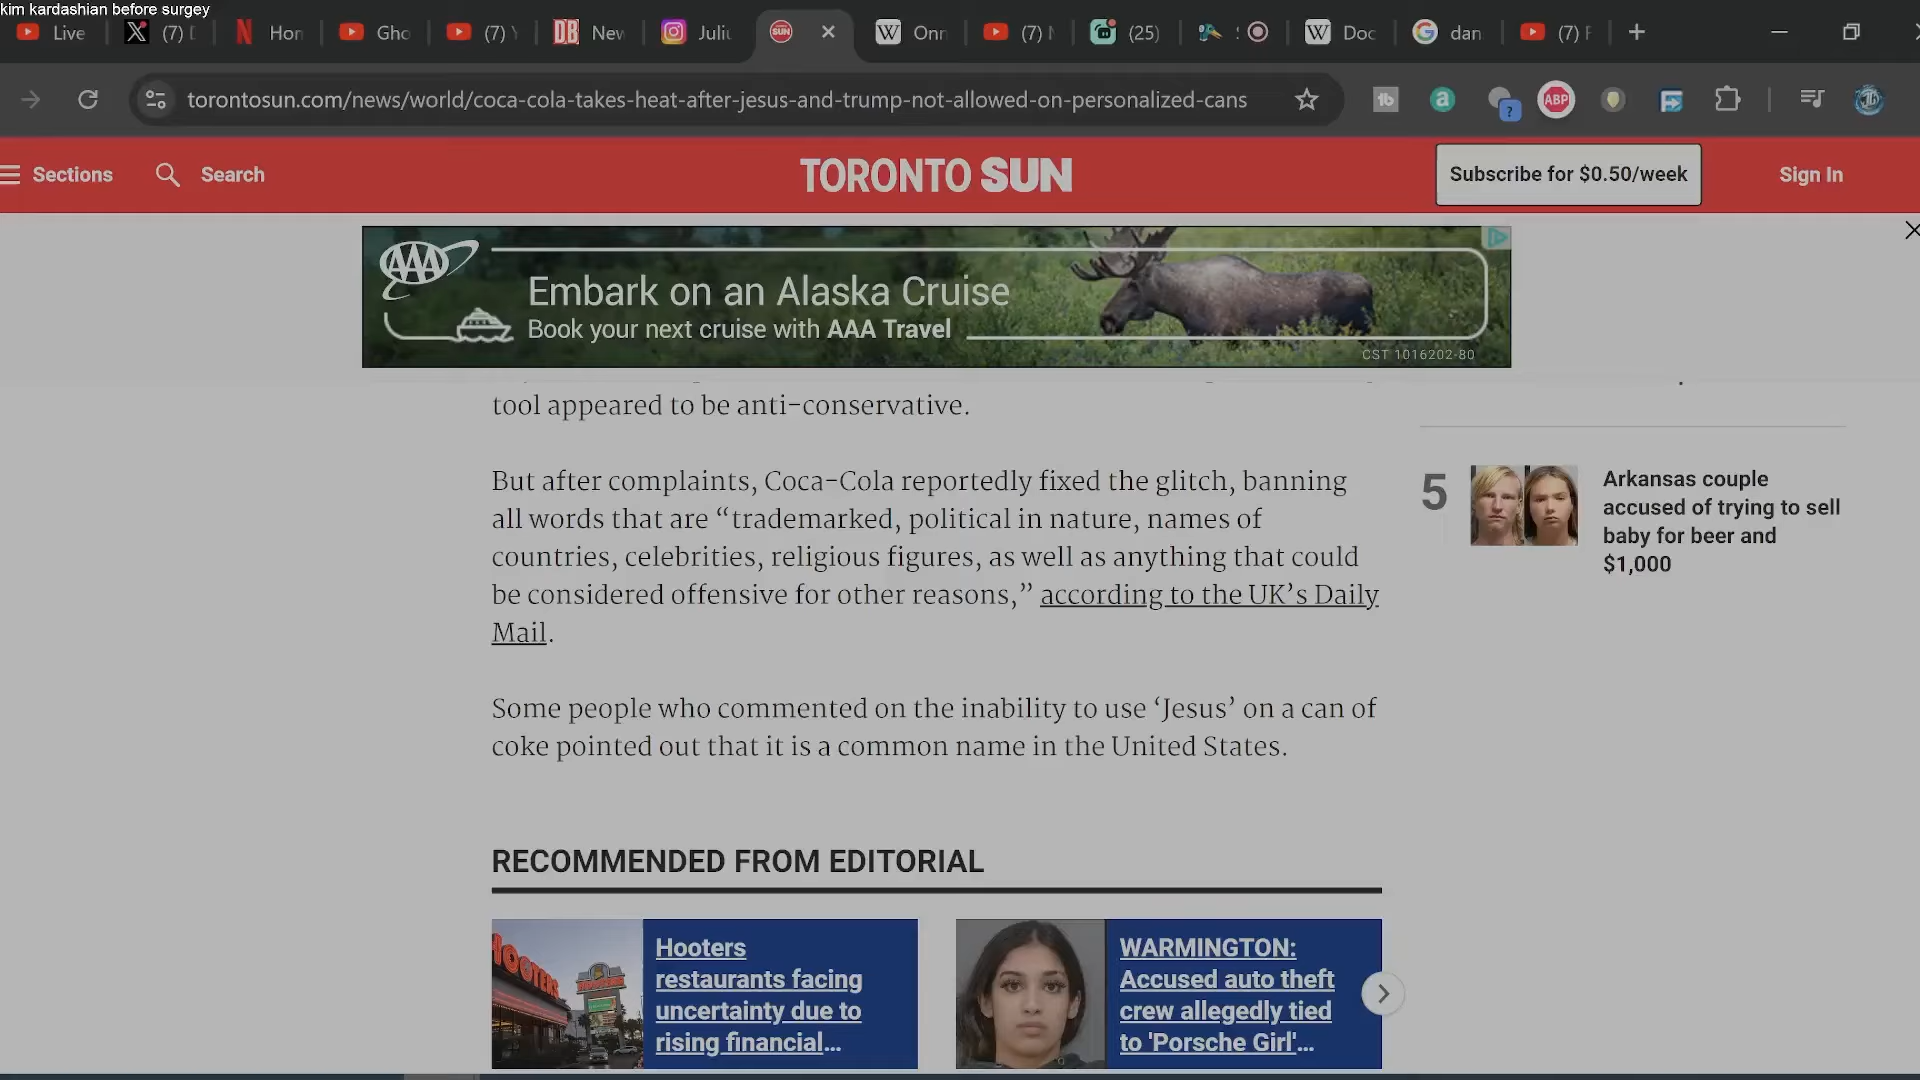 kim kardashian before surgey
Live
(7)
Hor
Gho
(7)
New
Juli
SUN
Onr
(7)
(25)
Doc
dan
(7)
torontosun.com/news/world/coca-cola-takes-heat-after-jesus-and-trump-not-allowed-on-personalized-cans
ABP
Sections
Search
TORONTO SUN
Subscribe for $0.50/week
Sign In
AAA
Embark on an Alaska Cruise
Book your next cruise with AAA Travel
CST 1016202-80
tool appeared to be anti-conservative.
But after complaints, Coca-Cola reportedly fixed the glitch, banning
all words that are “trademarked, political in nature, names of
countries, celebrities, religious figures, as well as anything that could
be considered offensive for other reasons,” according to the UK’s Daily
Mail.
Some people who commented on the inability to use ‘Jesus’ on a can of
coke pointed out that it is a common name in the United States.
5
Arkansas couple
accused of trying to sell
baby for beer and
$1,000
RECOMMENDED FROM EDITORIAL
HOOTERS
Hooters
restaurants facing
uncertainty due to
rising financial...
WARMINGTON:
Accused auto theft
crew allegedly tied
to 'Porsche Girl'...